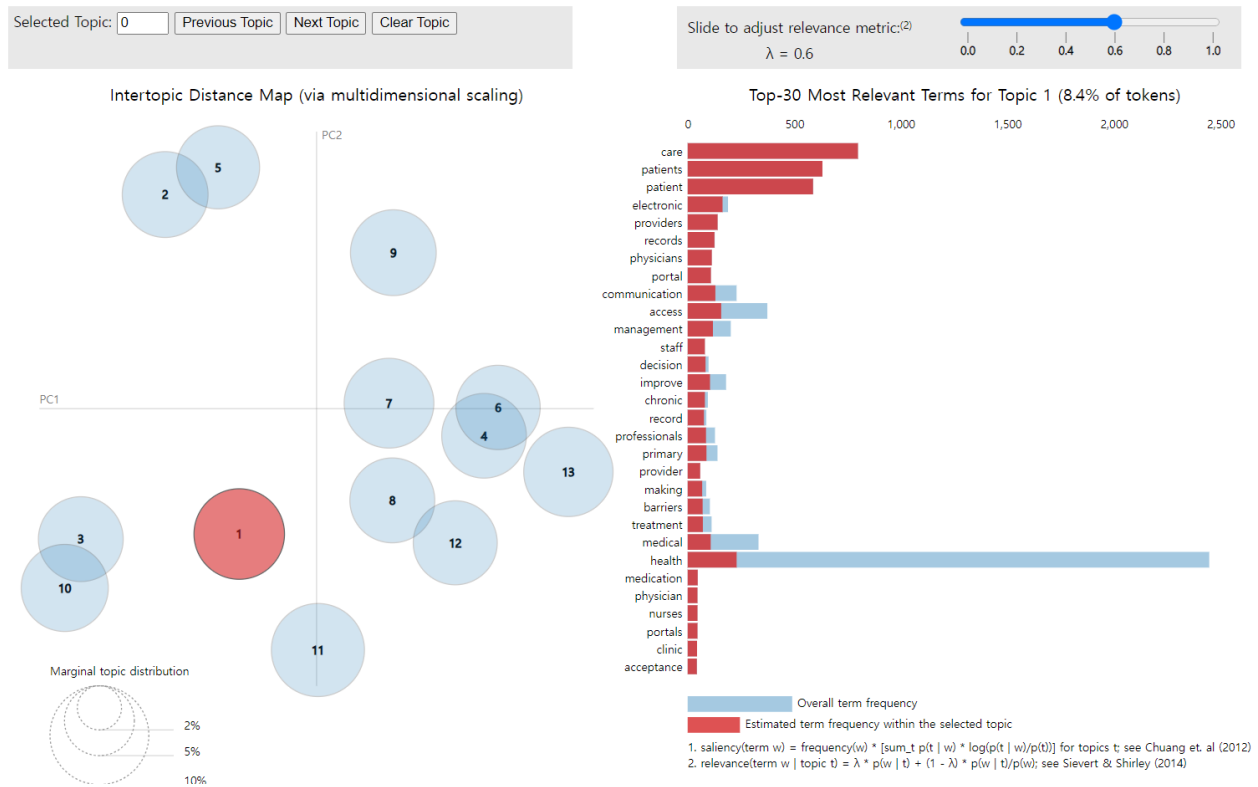 Selected Topic: 0 Previous Topic Next Topic Clear Topic
Slide to adjust relevance metric:(2)
λ = 0.6
0.0 0.2 0.4 0.6 0.8 1.0
Intertopic Distance Map (via multidimensional scaling)
PC2
PC1
5
2
9
7
6
4
13
8
3
1
12
10
11
Marginal topic distribution
2%
5%
10%
Top-30 Most Relevant Terms for Topic 1 (8.4% of tokens)
0 500 1,000 1,500 2,000 2,500
care
patients
patient
electronic
providers
records
physicians
portal
communication
access
management
staff
decision
improve
chronic
record
professionals
primary
provider
making
barriers
treatment
medical
health
medication
physician
nurses
portals
clinic
acceptance
Overall term frequency
Estimated term frequency within the selected topic
1. saliency(term w) = frequency(w) * [sum_t p(t | w) * log(p(t | w)/p(t))] for topics t; see Chuang et. al (2012)
2. relevance(term w | topic t) = λ * p(w | t) + (1 - λ) * p(w | t)/p(w); see Sievert & Shirley (2014)